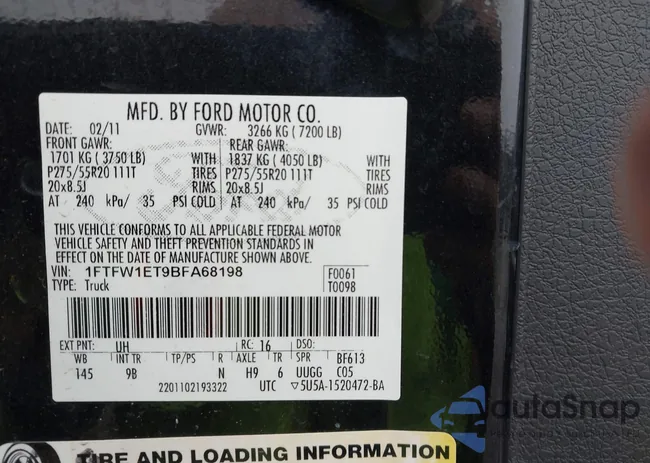 MFD. BY FORD MOTOR CO.
DATE: 02/11 GVWR: 3266 KG ( 7200 LB)
FRONT GAWR: REAR GAWR:
1701 KG ( 3750 LB) WITH 1837 KG ( 4050 LB) WITH
P275/55R20 111T TIRES P275/55R20 111T TIRES
20x8.5J RIMS 20x8.5J RIMS
AT 240 kPa/ 35 PSI COLD AT 240 kPa/ 35 PSI COLD
THIS VEHICLE CONFORMS TO ALL APPLICABLE FEDERAL MOTOR
VEHICLE SAFETY AND THEFT PREVENTION STANDARDS IN
EFFECT ON THE DATE OF MANUFACTURE SHOWN ABOVE.
VIN: 1FTFW1ET9BFA68198 F0061
TYPE: Truck T0098
EXT PNT: UH RC: 16 DSO:
WB INT TR TP/PS R AXLE TR SPR BF613
145 9B N H9 6 UUGG C05
2201102193322 UTC ▽5U5A-1520472-BA
TIRE AND LOADING INFORMATION
autaSnap